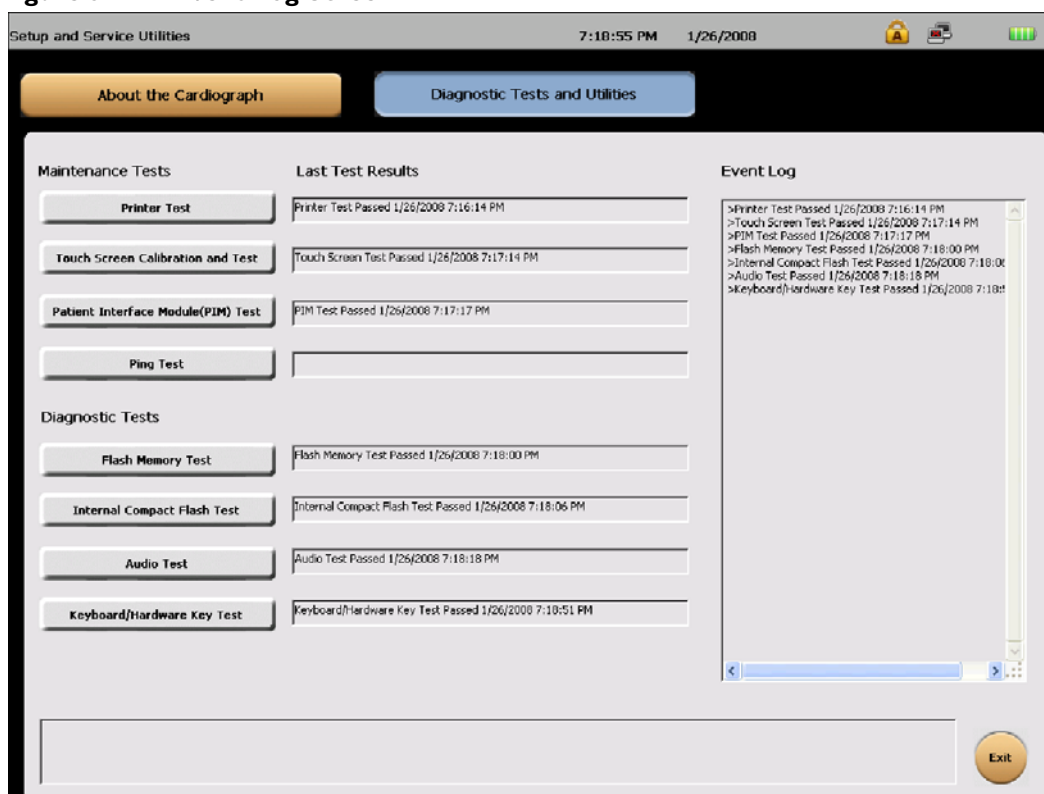 Setup and Service Utilities 7:18:55 PM 1/26/2008 A
About the Cardiograph
Diagnostic Tests and Utilities
Maintenance Tests
Last Test Results
Event Log
Printer Test
Printer Test Passed 1/26/2008 7:16:14 PM
Touch Screen Calibration and Test
Touch Screen Test Passed 1/26/2008 7:17:14 PM
Patient Interface Module(PIM) Test
PIM Test Passed 1/26/2008 7:17:17 PM
Ping Test
Diagnostic Tests
Flash Memory Test
Flash Memory Test Passed 1/26/2008 7:18:00 PM
Internal Compact Flash Test
Internal Compact Flash Test Passed 1/26/2008 7:18:06 PM
Audio Test
Audio Test Passed 1/26/2008 7:18:18 PM
Keyboard/Hardware Key Test
Keyboard/Hardware Key Test Passed 1/26/2008 7:18:51 PM
>Printer Test Passed 1/26/2008 7:16:14 PM
>Touch Screen Test Passed 1/26/2008 7:17:14 PM
>PIM Test Passed 1/26/2008 7:17:17 PM
>Flash Memory Test Passed 1/26/2008 7:18:00 PM
>Internal Compact Flash Test Passed 1/26/2008 7:18:0
>Audio Test Passed 1/26/2008 7:18:18 PM
>Keyboard/Hardware Key Test Passed 1/26/2008 7:18:
Exit